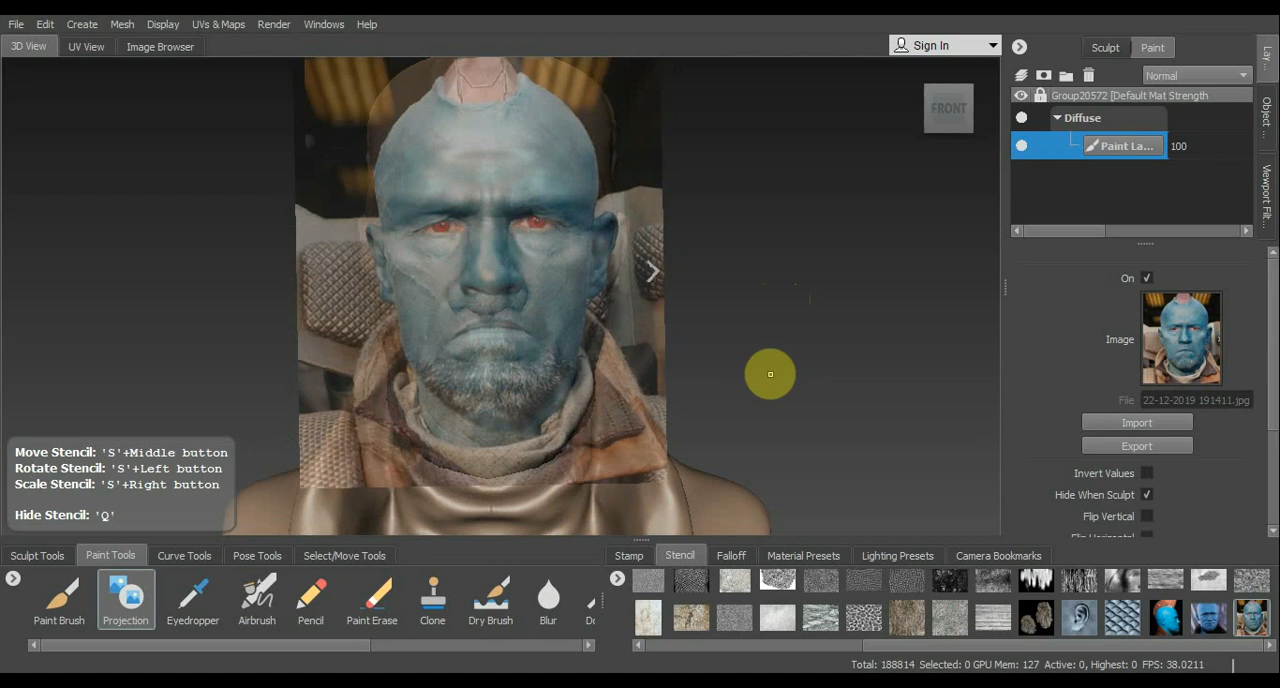 File Edit Create Mesh Display UVs & Maps Render Windows Help
3D View UV View Image Browser
Sign In
Sculpt Paint
Lay...
Normal
FRONT
Group20572 [Default Mat Strength
Diffuse
Object ...
Paint La... 100
Viewport Filt...
On
Image
File 22-12-2019 191411.jpg
Import
Export
Move Stencil: 'S'+Middle button
Rotate Stencil: 'S'+Left button
Scale Stencil: 'S'+Right button
Hide Stencil: 'Q'
Invert Values
Hide When Sculpt
Flip Vertical
Sculpt Tools Paint Tools Curve Tools Pose Tools Select/Move Tools
Stamp Stencil Falloff Material Presets Lighting Presets Camera Bookmarks
Paint Brush Projection Eyedropper Airbrush Pencil Paint Erase Clone Dry Brush Blur
Total: 188814 Selected: 0 GPU Mem: 127 Active: 0, Highest: 0 FPS: 38.0211